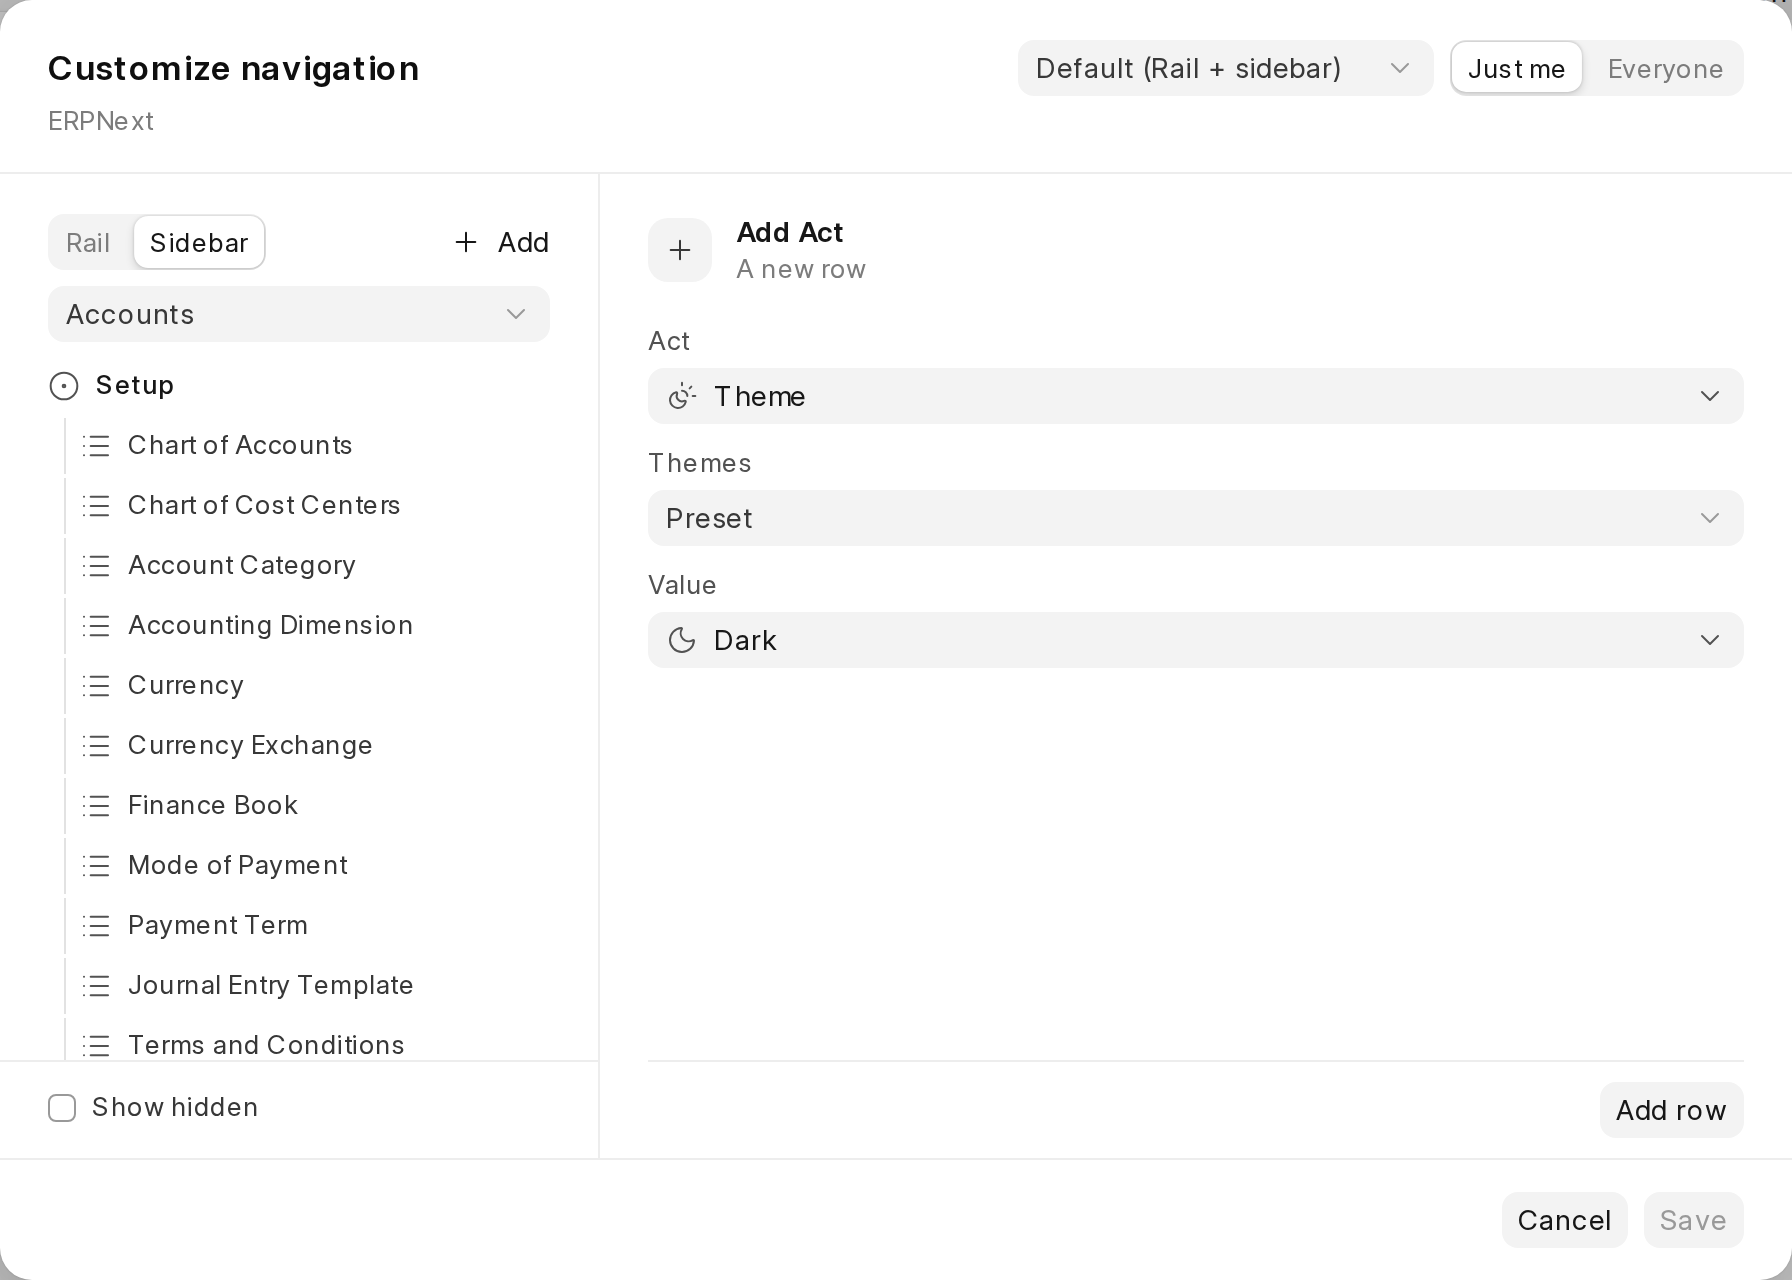 Customize navigation
ERPNext
Default (Rail + sidebar)
Just me
Everyone
Rail
Sidebar
Add
Accounts
Setup
Chart of Accounts
Chart of Cost Centers
Account Category
Accounting Dimension
Currency
Currency Exchange
Finance Book
Mode of Payment
Payment Term
Journal Entry Template
Terms and Conditions
Show hidden
Add Act
A new row
Act
Theme
Themes
Preset
Value
Dark
Add row
Cancel
Save